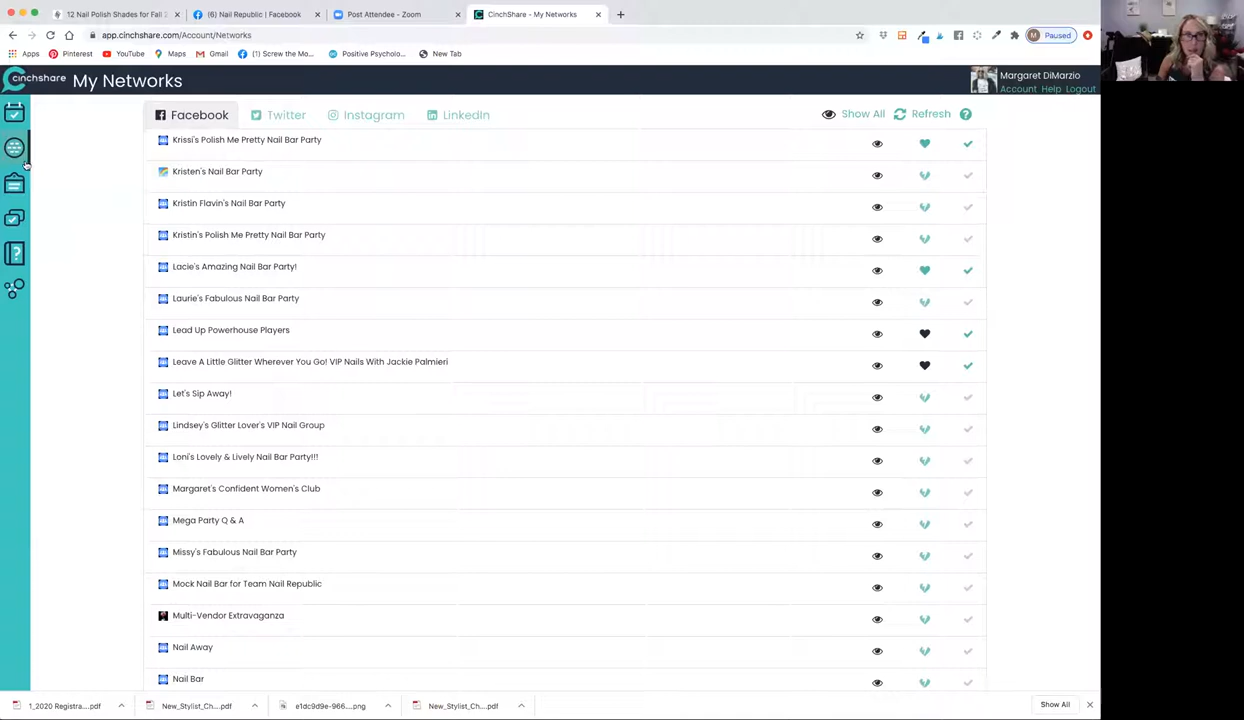 12 Nail Polish Shades for Fall 2
(6) Nail Republic | Facebook
Post Attendee - Zoom
CinchShare - My Networks
app.cinchshare.com/Account/Networks
Paused
Apps
Pinterest
YouTube
Maps
Gmail
(1) Screw the Mom...
Positive Psycholo...
New Tab
cinchshare
My Networks
Margaret DiMarzio
Account Help Logout
Facebook
Twitter
Instagram
LinkedIn
Show All
Refresh
Krissi's Polish Me Pretty Nail Bar Party
Kristen's Nail Bar Party
Kristin Flavin's Nail Bar Party
Kristin's Polish Me Pretty Nail Bar Party
Lacie's Amazing Nail Bar Party!
Laurie's Fabulous Nail Bar Party
Lead Up Powerhouse Players
Leave A Little Glitter Wherever You Go! VIP Nails With Jackie Palmieri
Let's Sip Away!
Lindsey's Glitter Lover's VIP Nail Group
Loni's Lovely & Lively Nail Bar Party!!!
Margaret's Confident Women's Club
Mega Party Q & A
Missy's Fabulous Nail Bar Party
Mock Nail Bar for Team Nail Republic
Multi-Vendor Extravaganza
Nail Away
Nail Bar
1_2020 Registra....pdf
New_Stylist_Ch....pdf
e1dc9d9e-966....png
New_Stylist_Ch....pdf
Show All